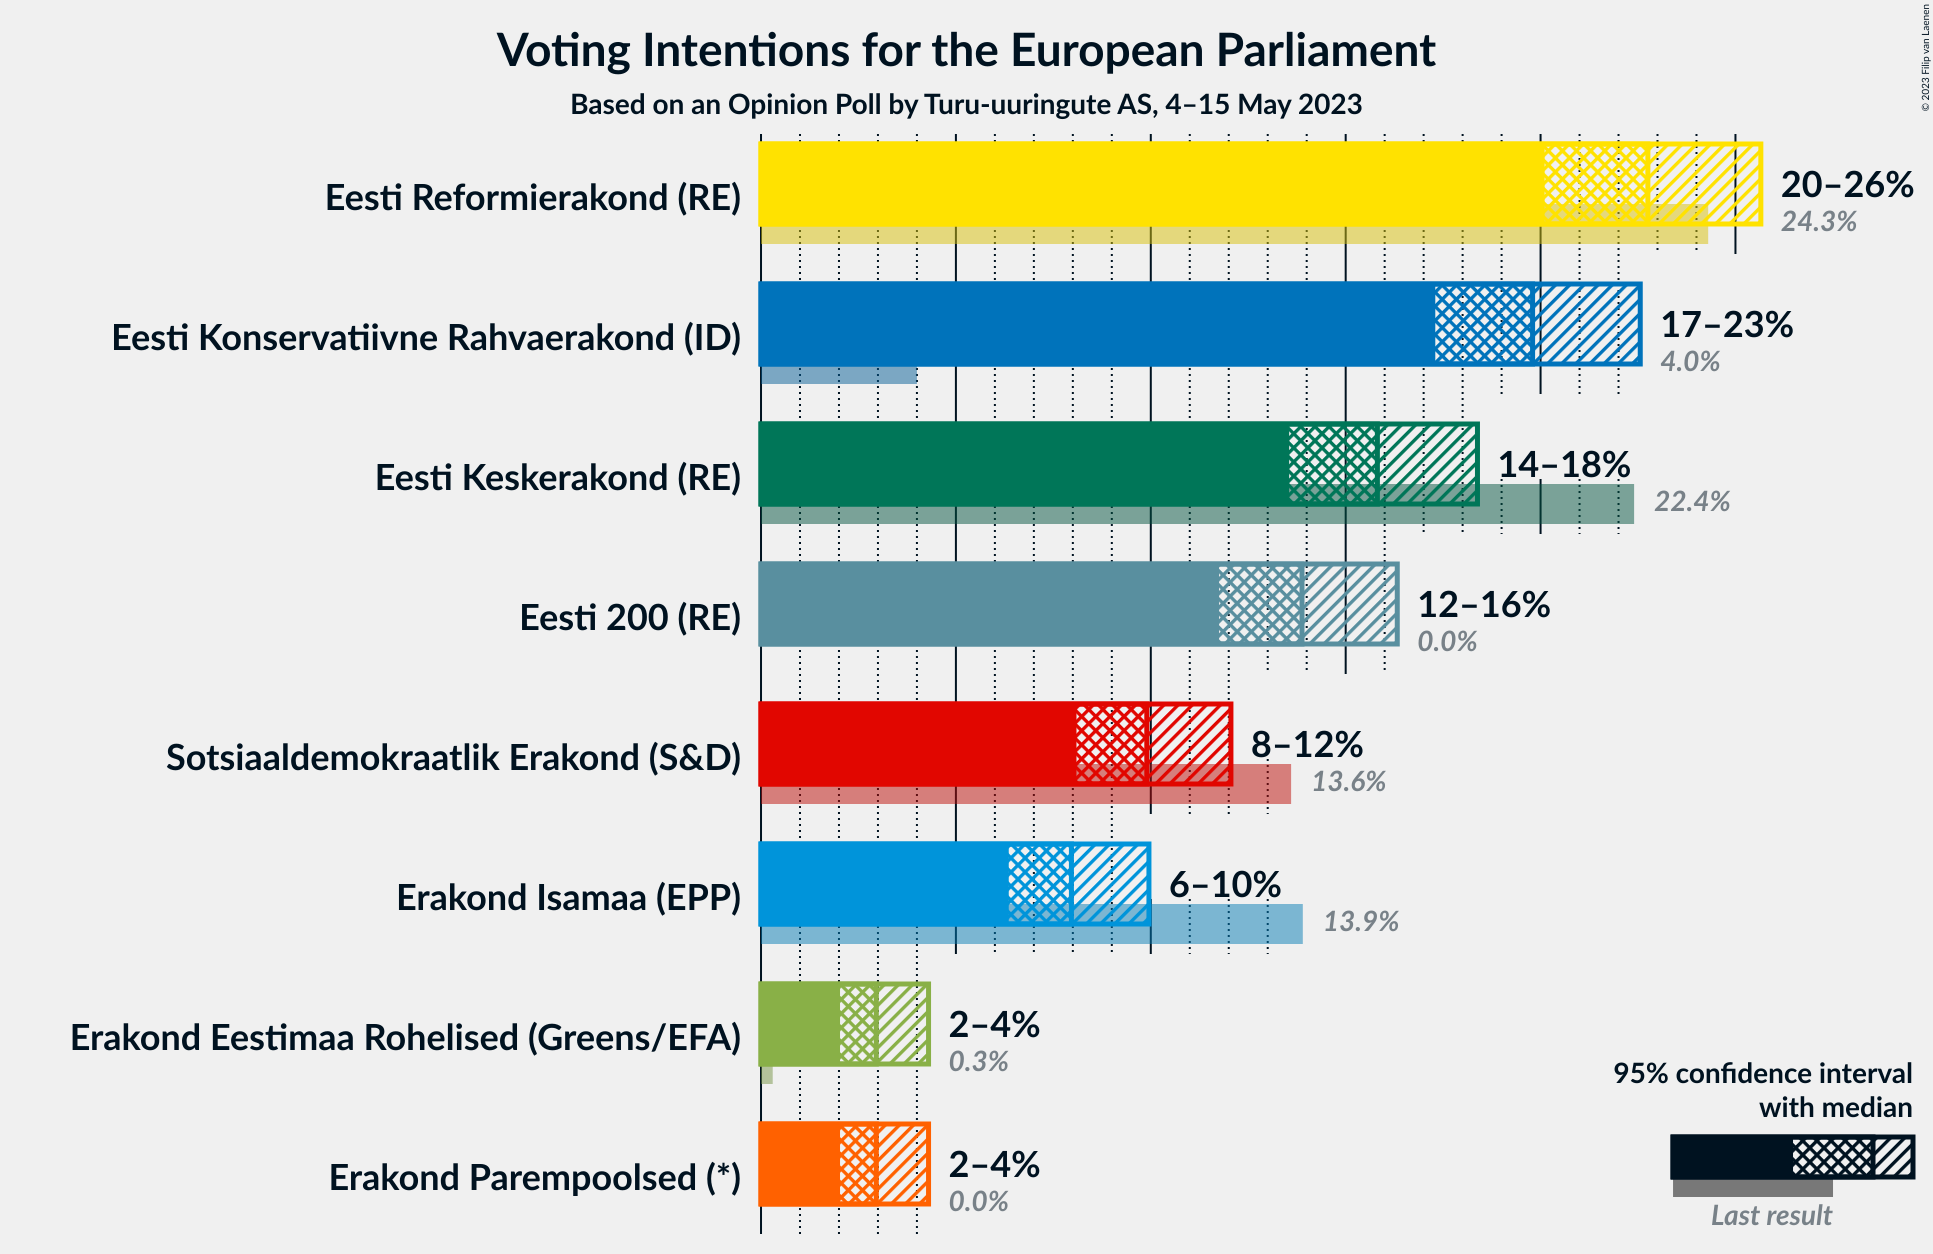 Voting Intentions for the European Parliament
Based on an Opinion Poll by Turu-uuringute AS, 4–15 May 2023
© 2023 Filip van Laenen
Eesti Reformierakond (RE)
20–26%
24.3%
Eesti Konservatiivne Rahvaerakond (ID)
17–23%
4.0%
Eesti Keskerakond (RE)
14–18%
22.4%
Eesti 200 (RE)
12–16%
0.0%
Sotsiaaldemokraatlik Erakond (S&D)
8–12%
13.6%
Erakond Isamaa (EPP)
6–10%
13.9%
Erakond Eestimaa Rohelised (Greens/EFA)
2–4%
0.3%
Erakond Parempoolsed (*)
2–4%
0.0%
95% confidence interval
with median
Last result